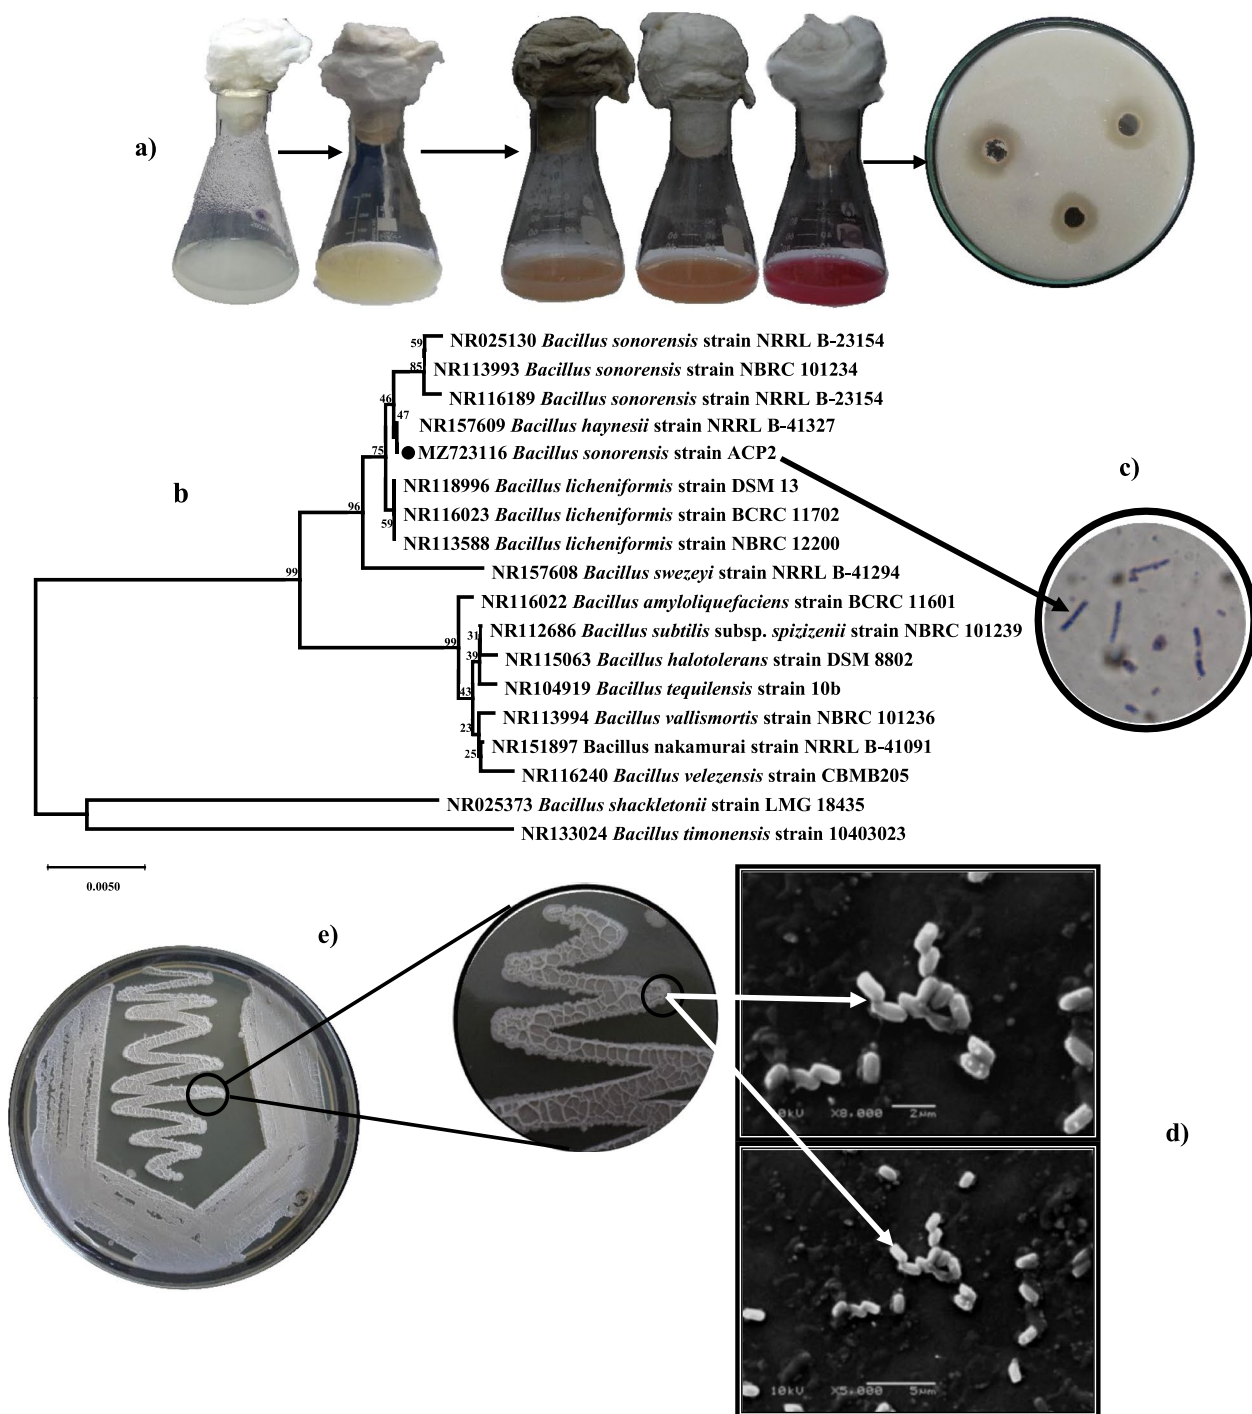 a)
59
NR025130 Bacillus sonorensis strain NRRL B-23154
85
NR113993 Bacillus sonorensis strain NBRC 101234
46
NR116189 Bacillus sonorensis strain NRRL B-23154
47
NR157609 Bacillus haynesii strain NRRL B-41327
75
MZ723116 Bacillus sonorensis strain ACP2
c)
b
NR118996 Bacillus licheniformis strain DSM 13
96
NR116023 Bacillus licheniformis strain BCRC 11702
59
NR113588 Bacillus licheniformis strain NBRC 12200
99
NR157608 Bacillus swezeyi strain NRRL B-41294
NR116022 Bacillus amyloliquefaciens strain BCRC 11601
31
NR112686 Bacillus subtilis subsp. spizizenii strain NBRC 101239
99
39
NR115063 Bacillus halotolerans strain DSM 8802
43
NR104919 Bacillus tequilensis strain 10b
NR113994 Bacillus vallismortis strain NBRC 101236
23
NR151897 Bacillus nakamurai strain NRRL B-41091
25
NR116240 Bacillus velezensis strain CBMB205
NR025373 Bacillus shackletonii strain LMG 18435
NR133024 Bacillus timonensis strain 10403023
0.0050
e)
0kV X8.000 2µm
d)
10kV X5.000 5µm